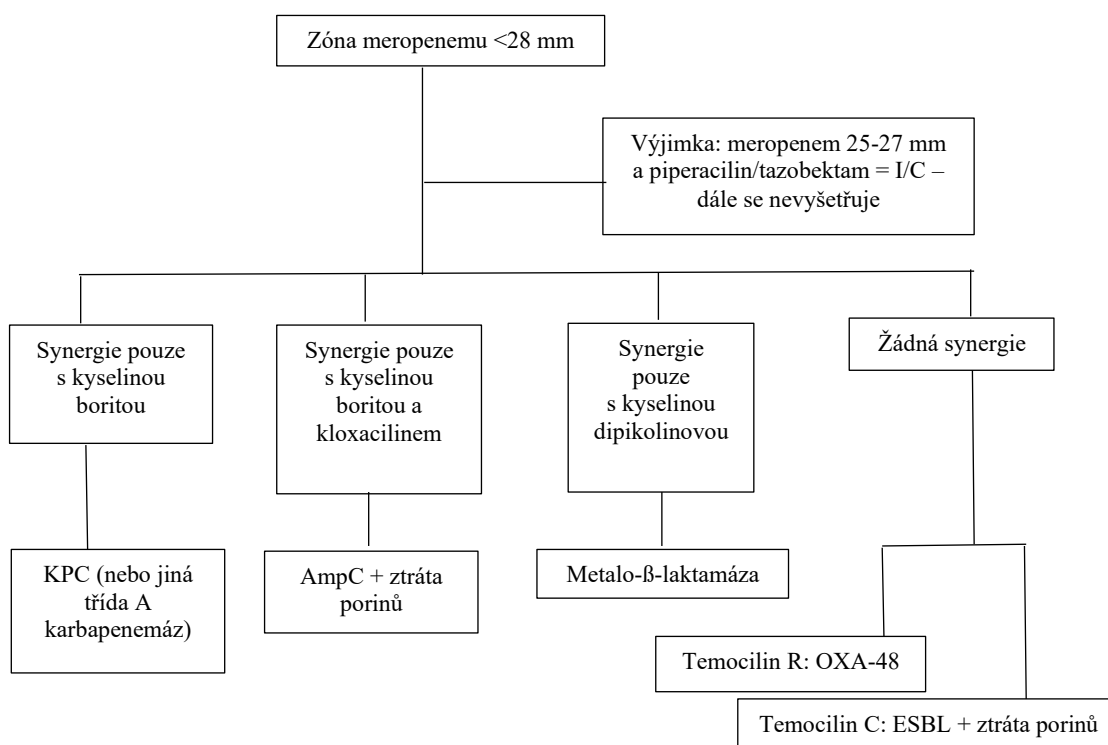 Zóna meropenemu <28 mm
Výjimka: meropenem 25-27 mm
a piperacilin/tazobektam = I/C –
dále se nevyšetřuje
Synergie pouze
s kyselinou
boritou
Synergie pouze
s kyselinou
boritou a
kloxacilinem
Synergie
pouze
s kyselinou
dipikolinovou
Žádná synergie
KPC (nebo jiná
třída A
karbapenemáz)
AmpC + ztráta
porinů
Metalo-ß-laktamáza
Temocilin R: OXA-48
Temocilin C: ESBL + ztráta porinů